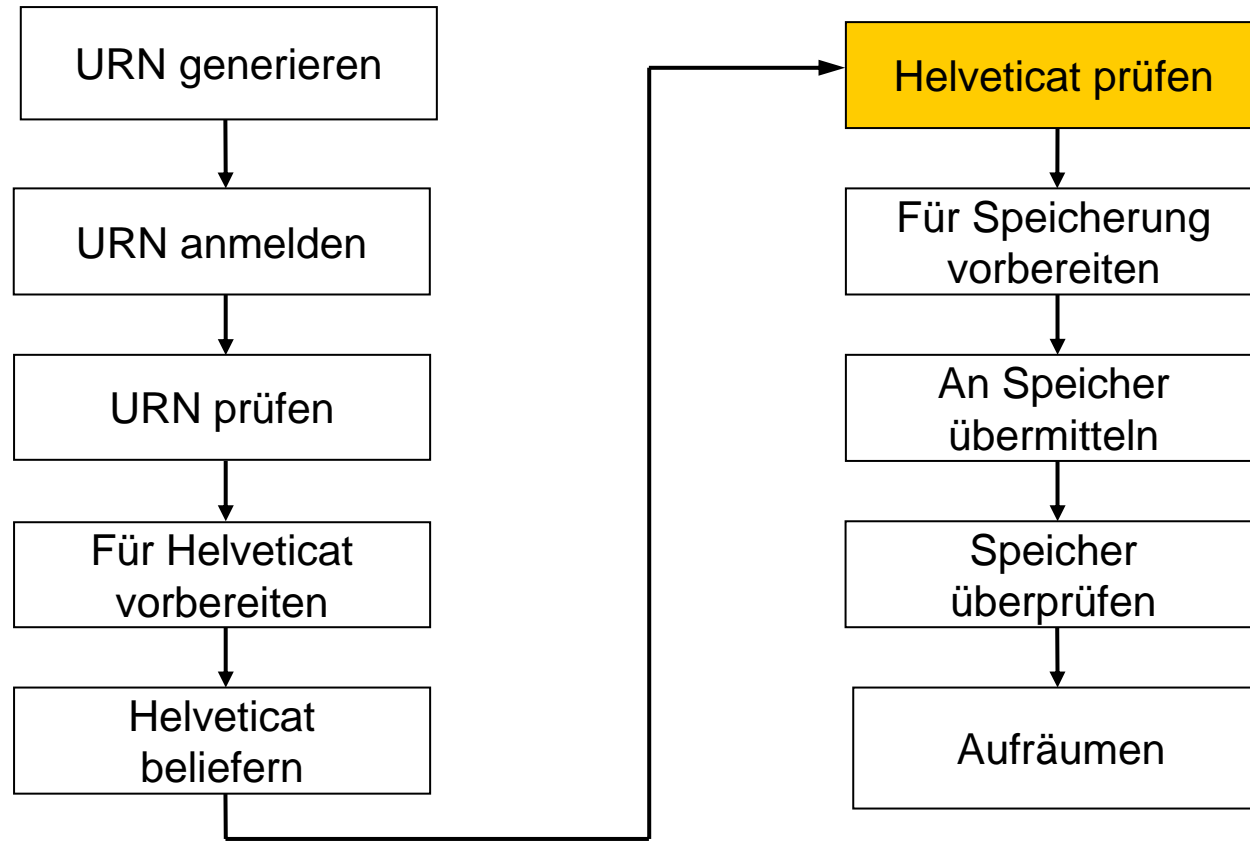 URN generieren
URN anmelden
URN prüfen
Für Helveticat
vorbereiten
Helveticat
beliefern
Helveticat prüfen
Für Speicherung
vorbereiten
An Speicher
übermitteln
Speicher
überprüfen
Aufräumen